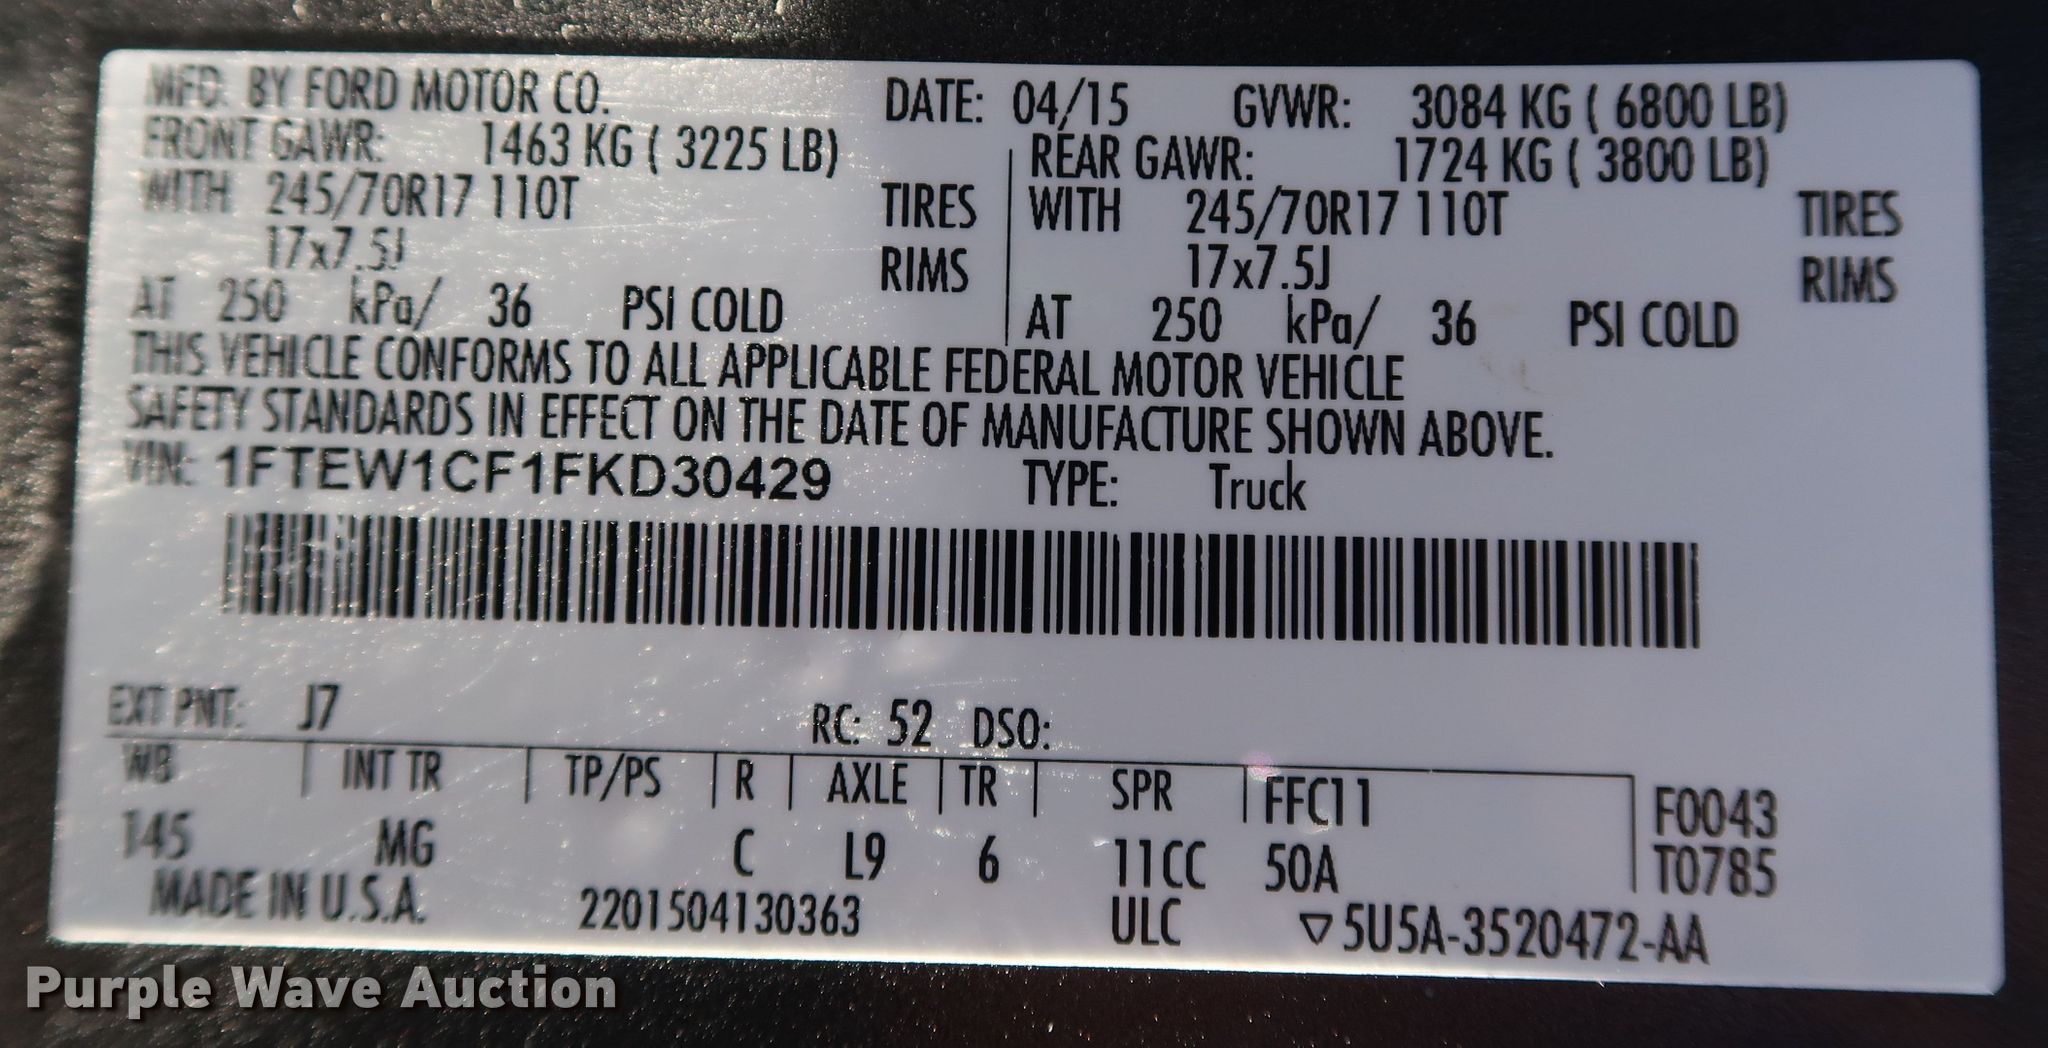 MFD. BY FORD MOTOR CO. DATE: 04/15 GVWR: 3084 KG ( 6800 LB)
FRONT GAWR: 1463 KG ( 3225 LB) REAR GAWR: 1724 KG ( 3800 LB)
WITH 245/70R17 110T TIRES WITH 245/70R17 110T TIRES
17x7.5J RIMS 17x7.5J RIMS
AT 250 kPa/ 36 PSI COLD AT 250 kPa/ 36 PSI COLD
THIS VEHICLE CONFORMS TO ALL APPLICABLE FEDERAL MOTOR VEHICLE
SAFETY STANDARDS IN EFFECT ON THE DATE OF MANUFACTURE SHOWN ABOVE.
VIN: 1FTEW1CF1FKD30429 TYPE: Truck
EXT PNT: J7 RC: 52 DSO:
WB INT TR TP/PS R AXLE TR SPR FFC11 F0043
145 MG C L9 6 11CC 50A T0785
MADE IN U.S.A. 2201504130363 ULC ▽5U5A-3520472-AA
Purple Wave Auction